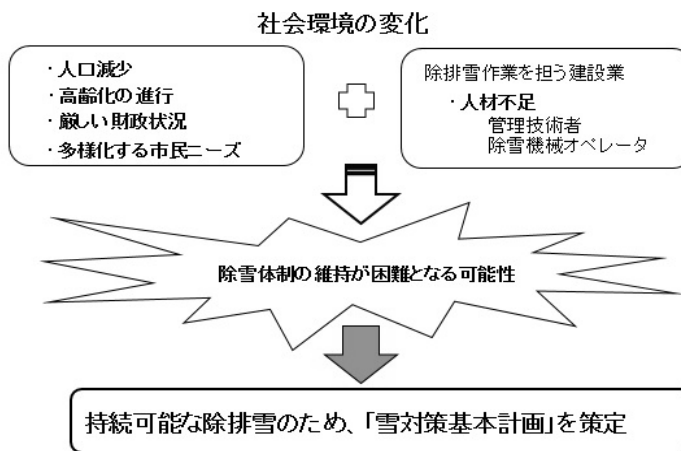 社会環境の変化
・人口減少
・高齢化の進行
・厳しい財政状況
・多様化する市民ニーズ
除排雪作業を担う建設業
・人材不足
管理技術者
除雪機械オペレータ
除雪体制の維持が困難となる可能性
持続可能な除排雪のため、「雪対策基本計画」を策定